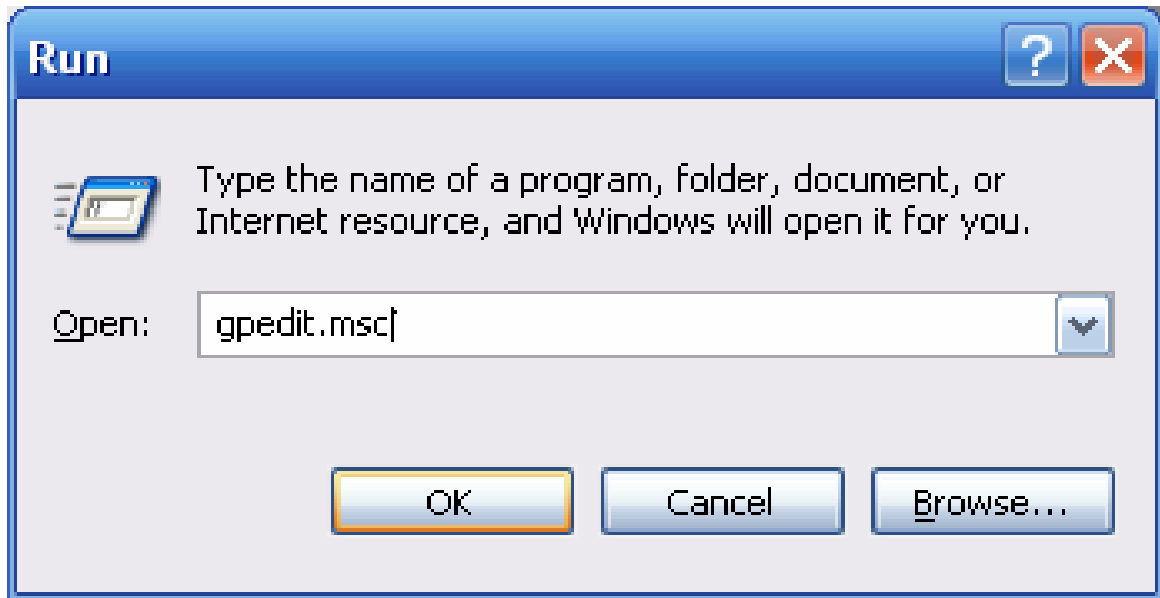 Run
Type the name of a program, folder, document, or
Internet resource, and Windows will open it for you.
Open: gpedit.msc
OK Cancel Browse...